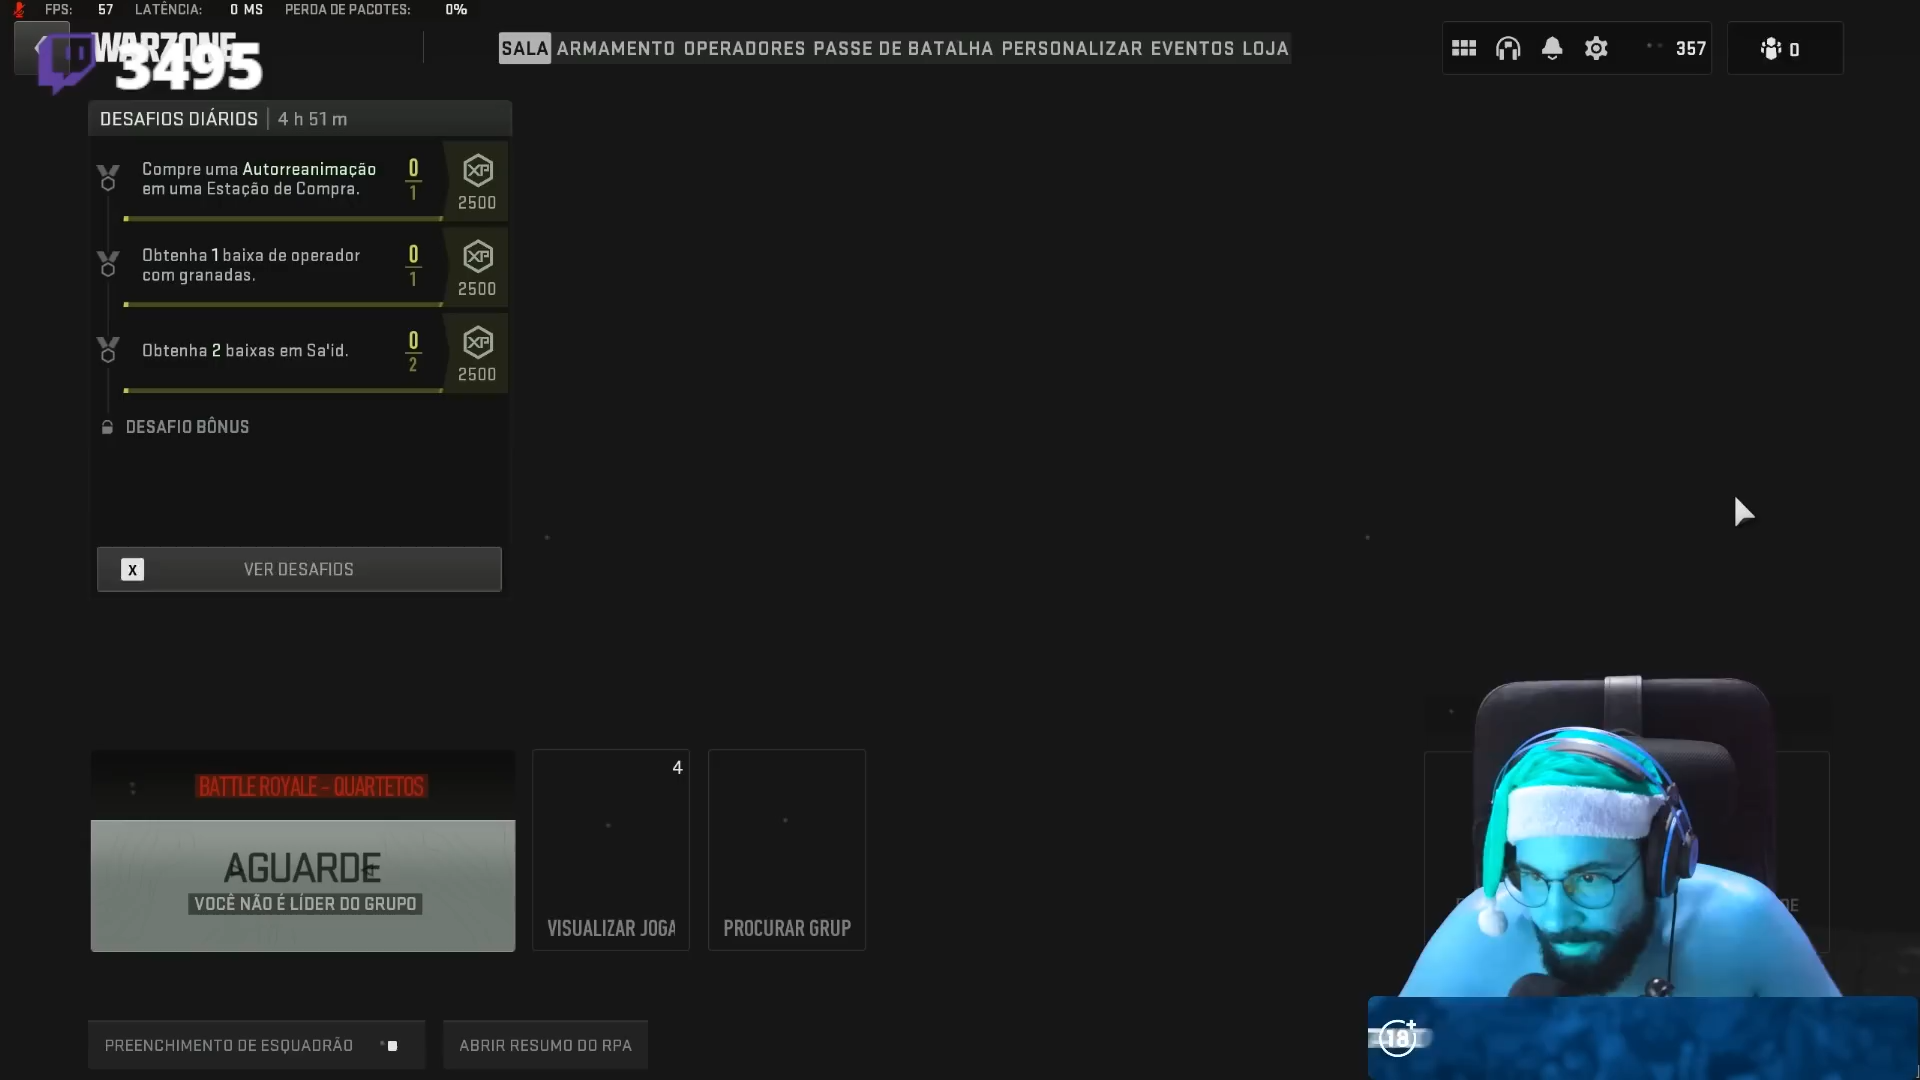 FPS: 57 LATÊNCIA: 0 MS PERDA DE PACOTES: 0%
WARZONE
3495
SALA ARMAMENTO OPERADORES PASSE DE BATALHA PERSONALIZAR EVENTOS LOJA
357
0
DESAFIOS DIÁRIOS | 4 h 51 m
Compre uma Autorreanimação
em uma Estação de Compra.
0
1
XP
2500
Obtenha 1 baixa de operador
com granadas.
0
1
XP
2500
Obtenha 2 baixas em Sa'id.
0
2
XP
2500
DESAFIO BÔNUS
X VER DESAFIOS
BATTLE ROYALE - QUARTETOS
AGUARDE
VOCÊ NÃO É LÍDER DO GRUPO
4
VISUALIZAR JOGA
PROCURAR GRUP
PREENCHIMENTO DE ESQUADRÃO
ABRIR RESUMO DO RPA
18+